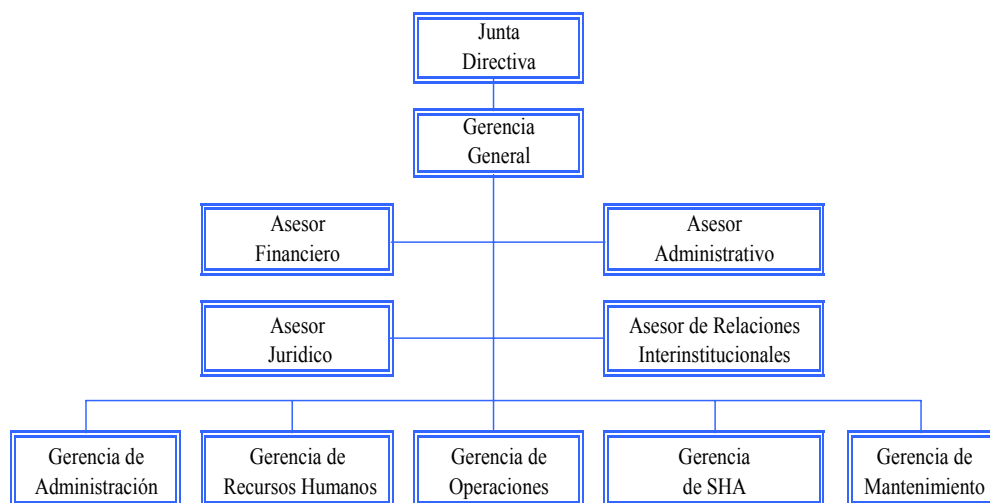 Junta
Directiva
Gerencia
General
Asesor
Financiero
Asesor
Administrativo
Asesor
Juridico
Asesor de Relaciones
Interinstitucionales
Gerencia de
Administración
Gerencia de
Recursos Humanos
Gerencia de
Operaciones
Gerencia
de SHA
Gerencia de
Mantenimiento